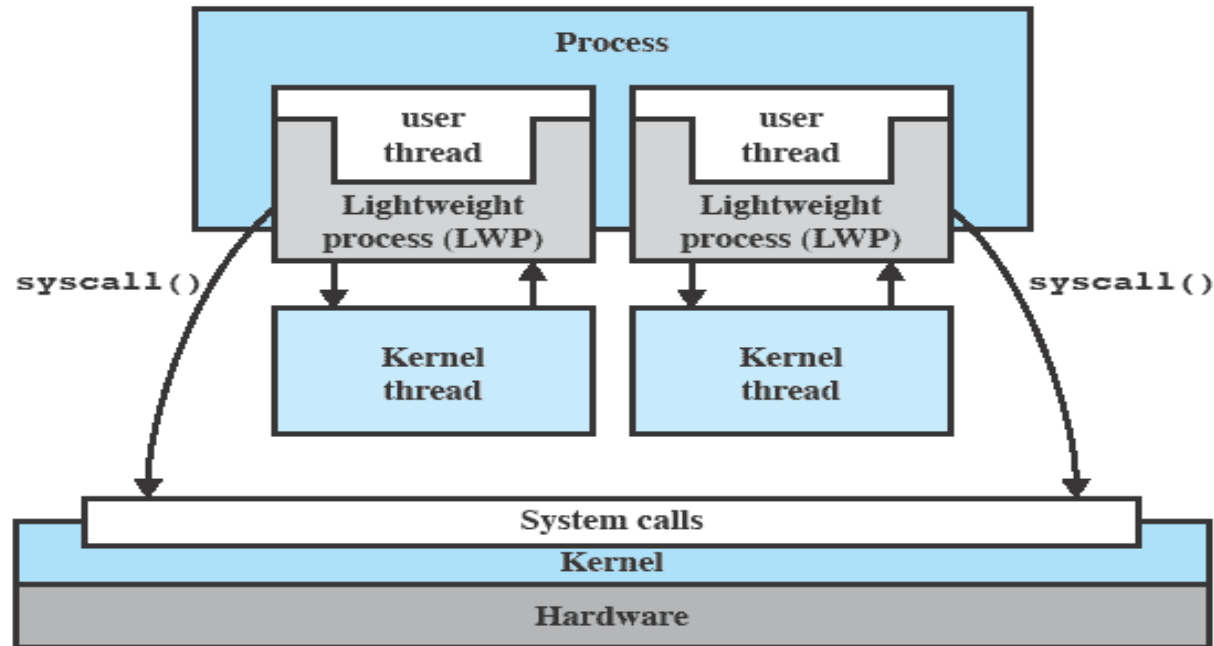 Process
user
thread
user
thread
Lightweight
process (LWP)
Lightweight
process (LWP)
syscall()
syscall()
Kernel
thread
Kernel
thread
System calls
Kernel
Hardware